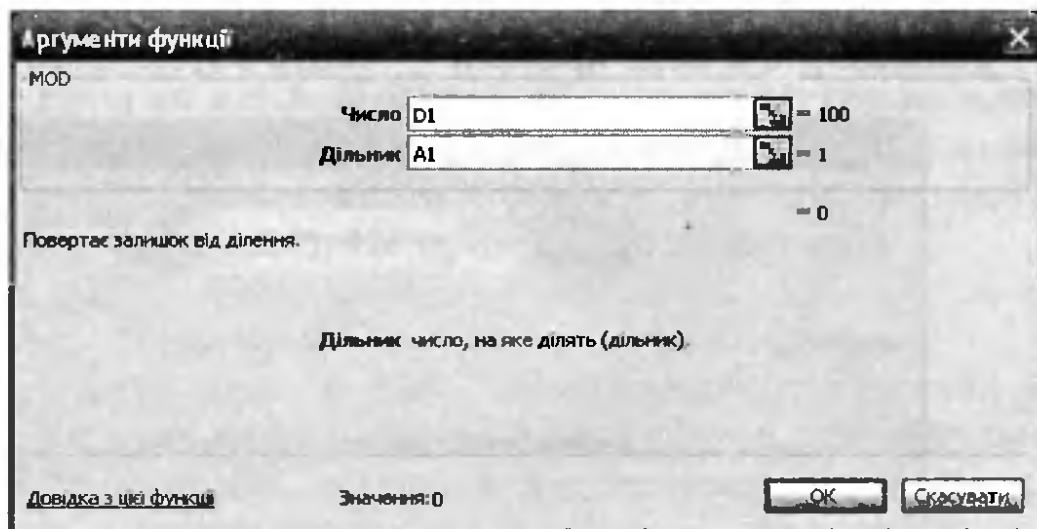 Аргументи функції
MOD
Число D1 = 100
Дільник A1 = 1
= 0
Повертає залишок від ділення.
Дільник число, на яке ділять (дільник).
Довідка з цієї функції Значення:0 OK Скасувати